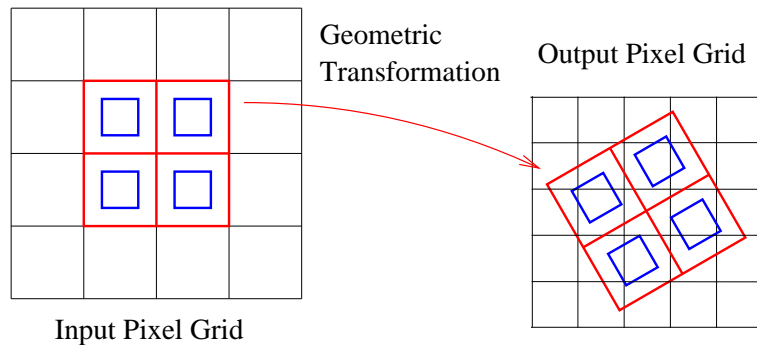 Geometric
Transformation
Output Pixel Grid
Input Pixel Grid